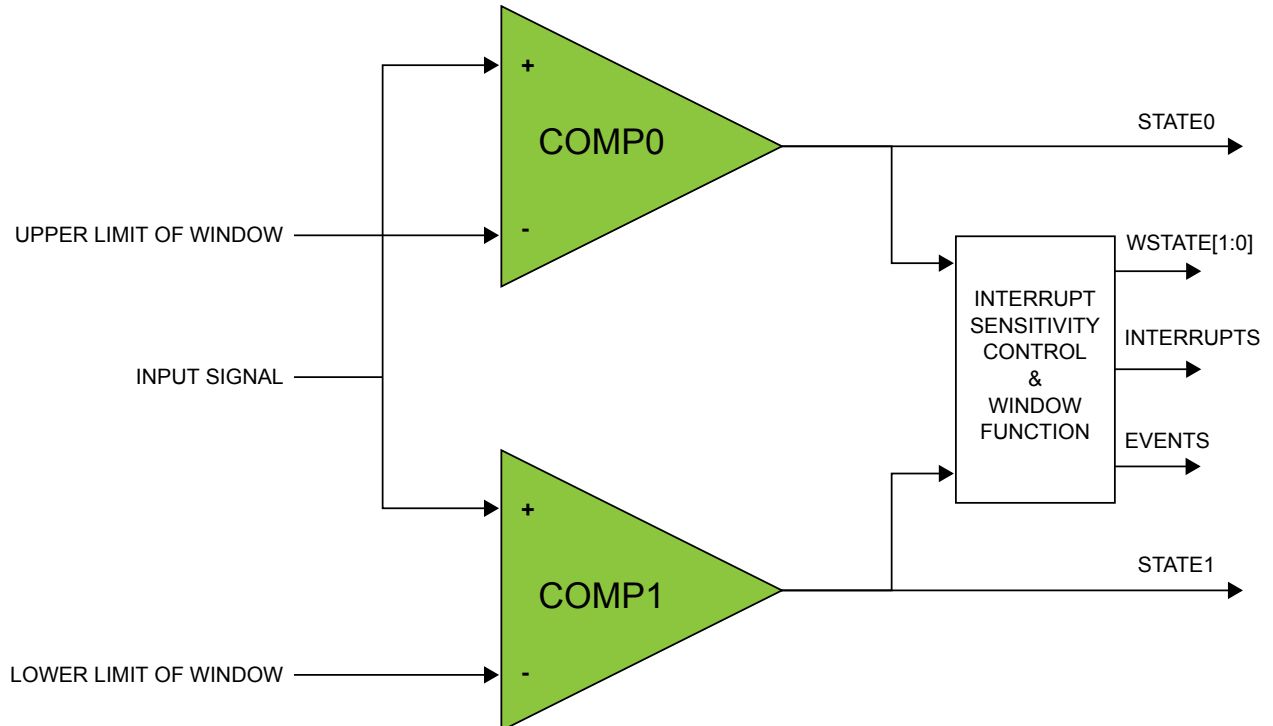 +
COMP0
-
STATE0
UPPER LIMIT OF WINDOW
WSTATE[1:0]
INTERRUPT
SENSITIVITY
CONTROL
&
WINDOW
FUNCTION
INTERRUPTS
EVENTS
INPUT SIGNAL
+
COMP1
-
STATE1
LOWER LIMIT OF WINDOW